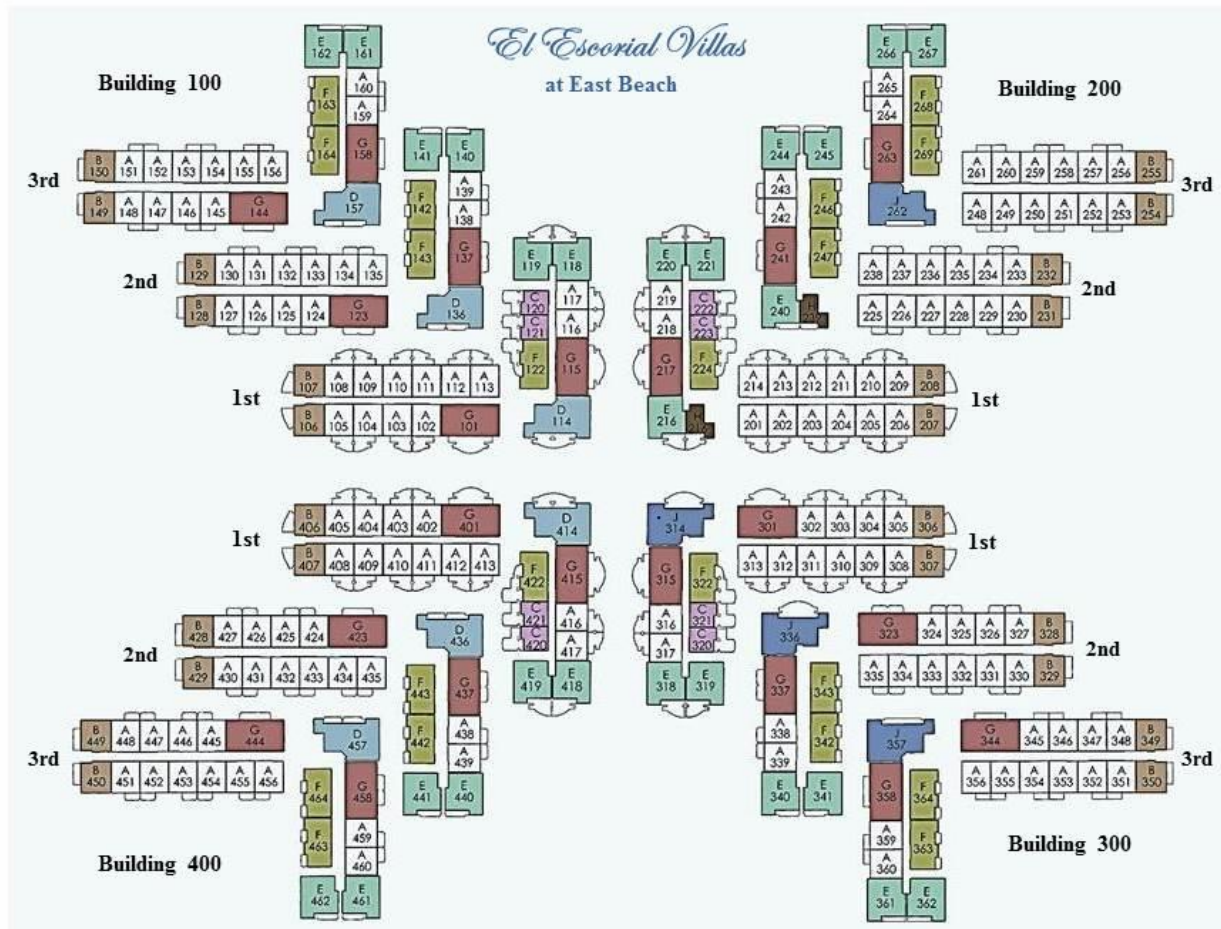 El Escorial Villas
at East Beach
Building 100
3rd
E E
162 161
F
163
A
160
A
159
F
164
G
158
D
157
B A A A A A A
150 151 152 153 154 155 156
B A A A A G
149 148 147 146 145 144
2nd
E E
141 140
A
139
F
142
A
138
F
143
G
137
D
136
B A A A A A A
129 130 131 132 133 134 135
B A A A A G
128 127 126 125 124 123
1st
E E
119 118
C
120
A
117
C
121
A
116
F
122
G
115
D
114
B A A A A A A
107 108 109 110 111 112 113
B A A A A G
106 105 104 103 102 101
Building 200
3rd
E E
266 267
A
265
F
268
A
264
G
263
F
269
J
262
A A A A A A B
261 260 259 258 257 256 255
A A A A A A B
248 249 250 251 252 253 254
2nd
E E
244 245
A
243
F
246
A
242
G
241
F
247
E
240
H
A A A A A A B
238 237 236 235 234 233 232
A A A A A A B
225 226 227 228 229 230 231
1st
E E
220 221
A
219
C
222
A
218
C
223
G
217
F
224
E
216
H
A A A A A A B
214 213 212 211 210 209 208
A A A A A A B
201 202 203 204 205 206 207
1st
B A A A A G
406 405 404 403 402 401
B A A A A A A
407 408 409 410 411 412 413
D
414
F
422
G
415
C
421
A
416
C
420
A
417
E E
419 418
2nd
B A A A A G
428 427 426 425 424 423
B A A A A A A
429 430 431 432 433 434 435
D
436
F
443
G
437
F
442
A
438
A
439
E E
441 440
3rd
B A A A A G
449 448 447 446 445 444
B A A A A A A
450 451 452 453 454 455 456
D
457
F
464
G
458
F
463
A
459
A
460
E E
462 461
Building 400
1st
J
314
G A A A A B
301 302 303 304 305 306
A A A A A A B
313 312 311 310 309 308 307
G
315
F
322
A
316
C
321
A
317
C
320
E E
318 319
2nd
J
336
G A A A A B
323 324 325 326 327 328
A A A A A A B
335 334 333 332 331 330 329
G
337
F
343
A
338
F
342
A
339
E E
340 341
3rd
J
357
G A A A A B
344 345 346 347 348 349
A A A A A A B
356 355 354 353 352 351 350
G
358
F
364
A
359
F
363
A
360
E E
361 362
Building 300